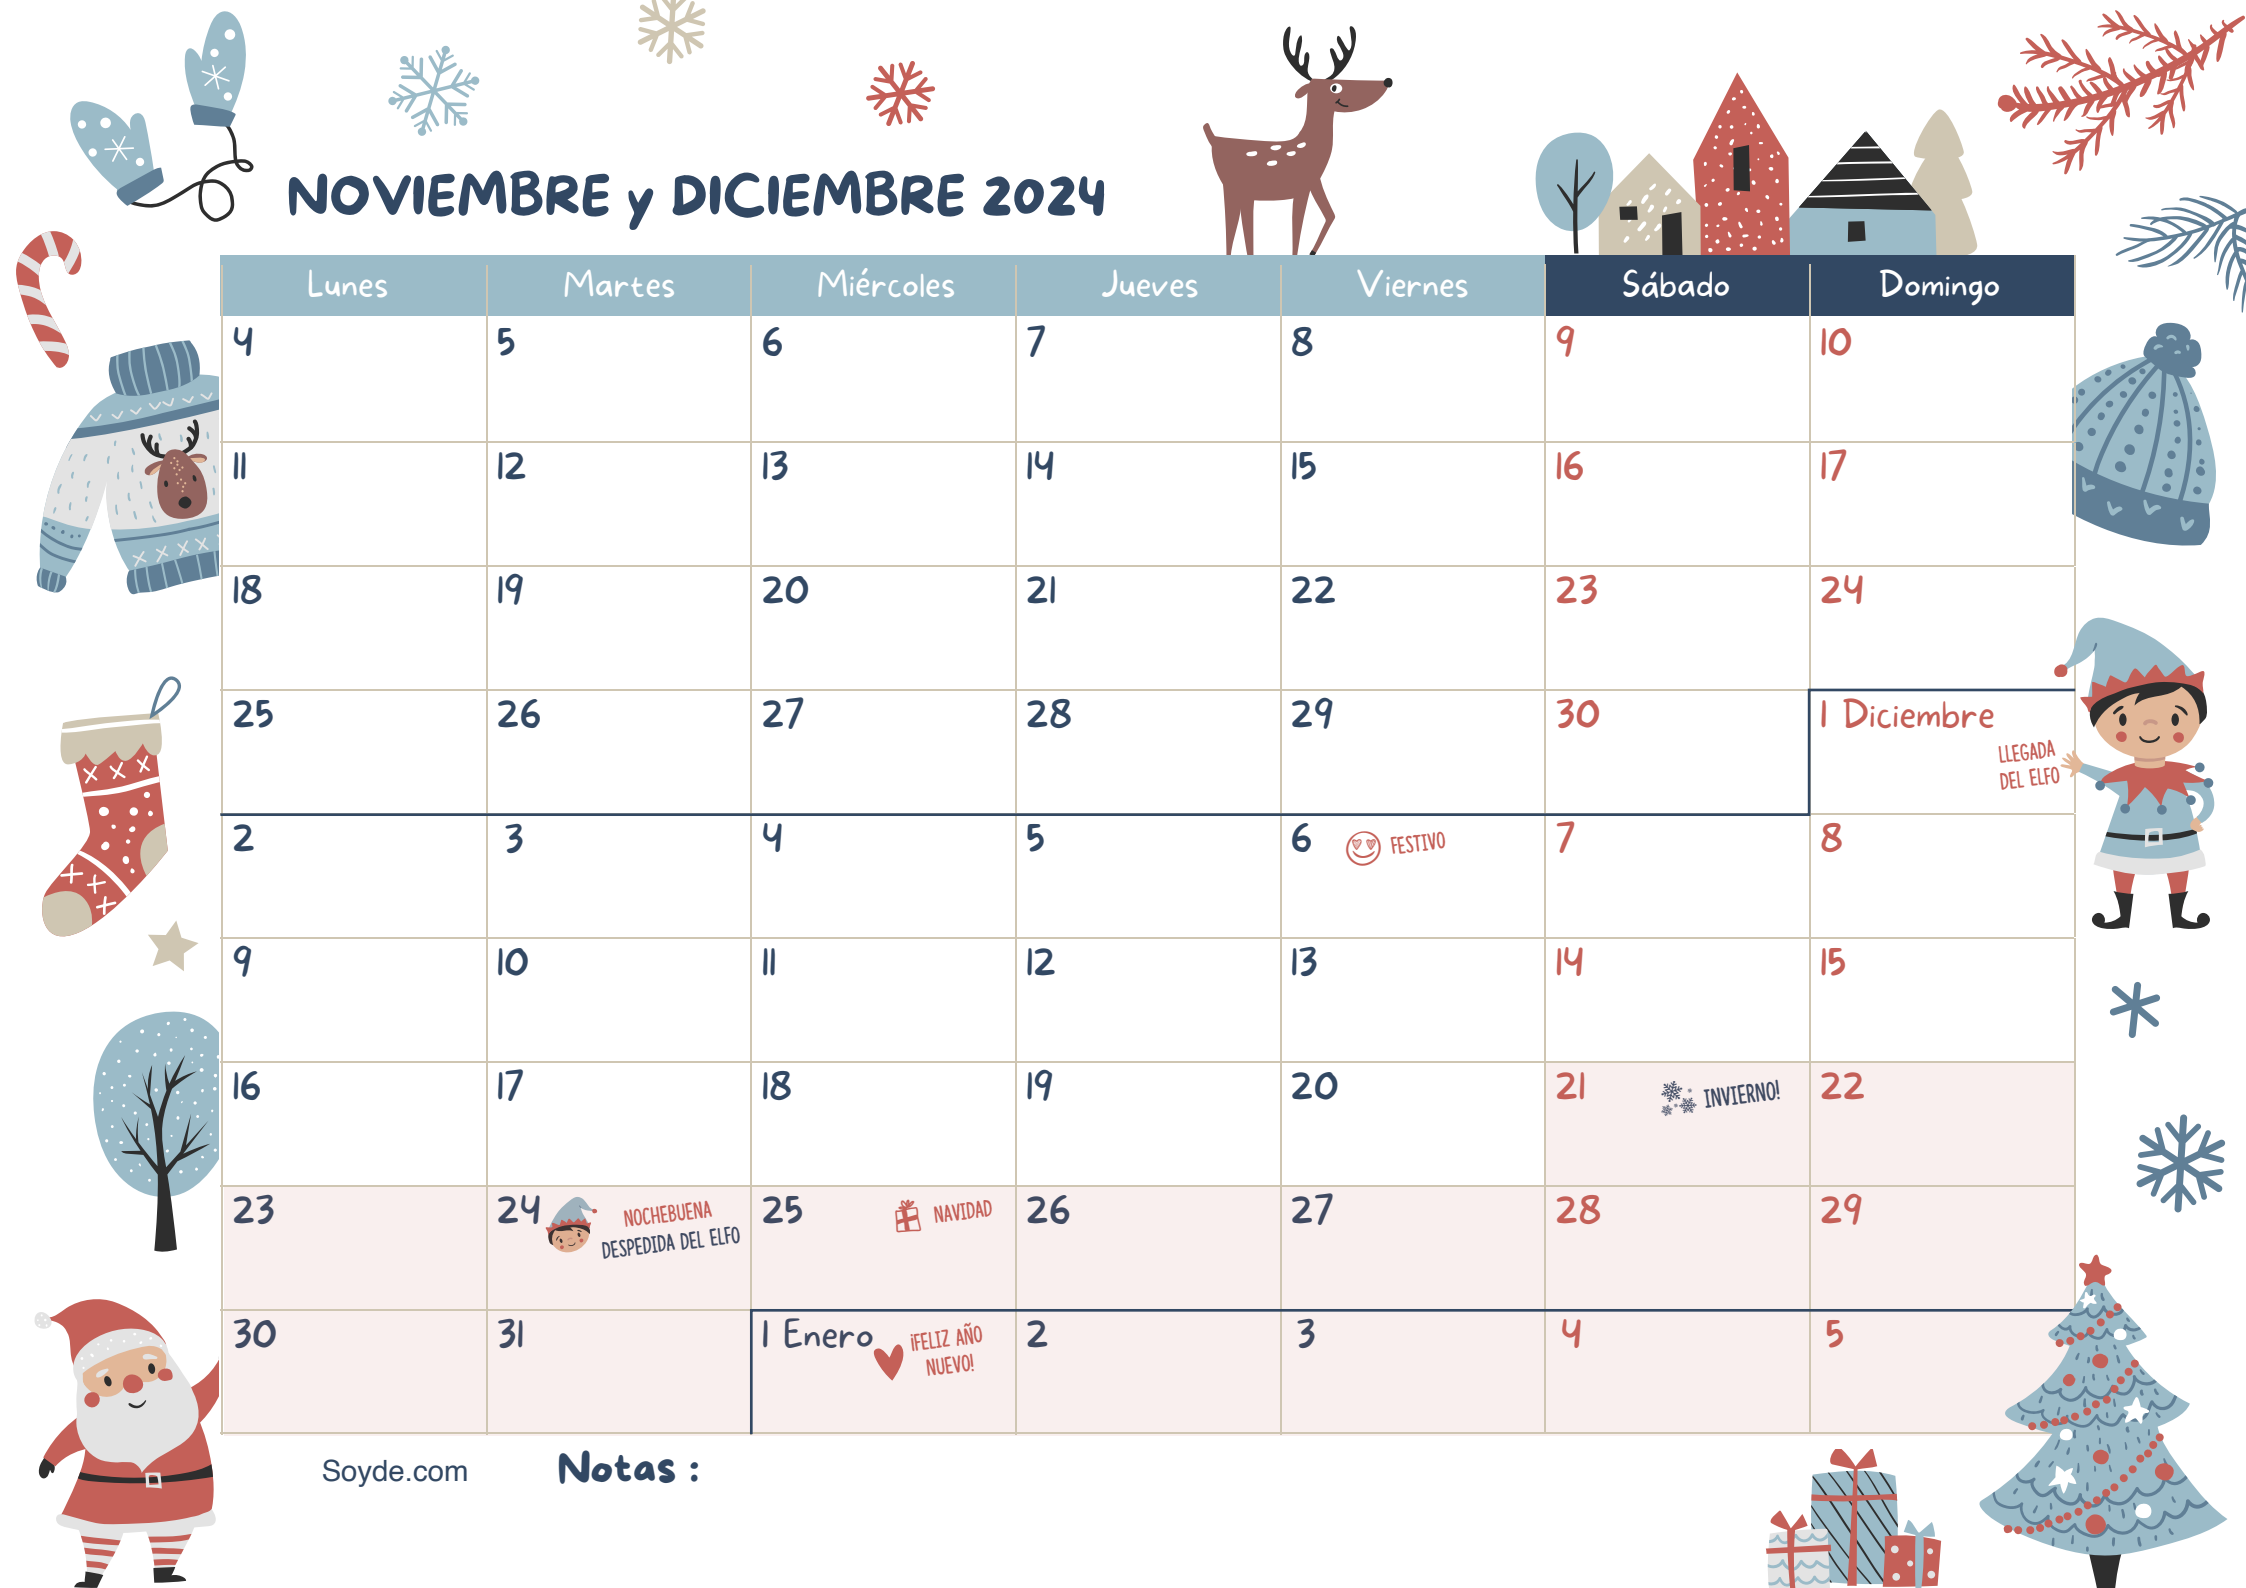 NOVIEMBRE y DICIEMBRE 2024
Lunes Martes Miércoles Jueves Viernes Sábado Domingo
4 5 6 7 8 9 10
11 12 13 14 15 16 17
18 19 20 21 22 23 24
25 26 27 28 29 30 1 Diciembre
LLEGADA
DEL ELFO
2 3 4 5 6 FESTIVO 7 8
9 10 11 12 13 14 15
16 17 18 19 20 21 INVIERNO! 22
23 24 NOCHEBUENA 25 NAVIDAD 26 27 28 29
DESPEDIDA DEL ELFO
30 31 1 Enero ¡FELIZ AÑO 2 3 4 5
NUEVO!
Soyde.com Notas :